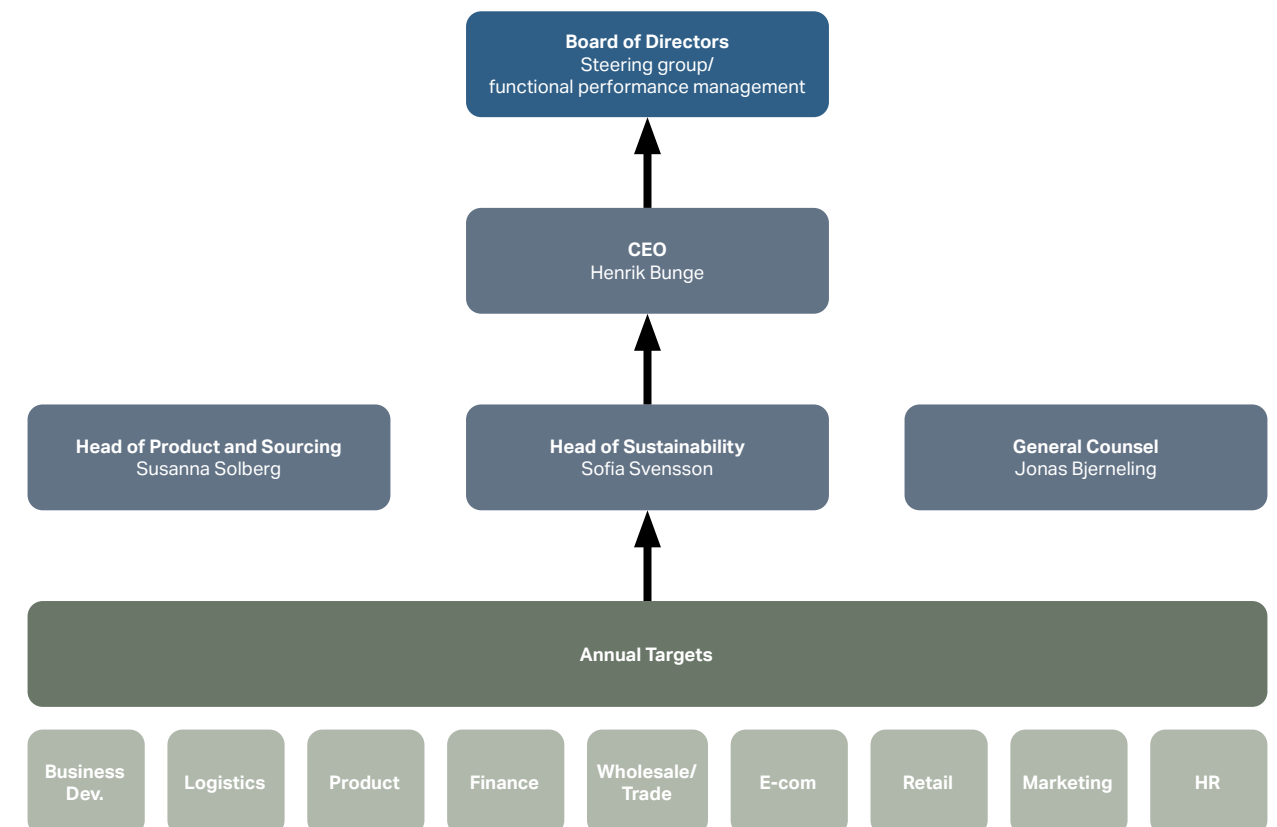 Board of Directors
Steering group/
functional performance management
CEO
Henrik Bunge
Head of Product and Sourcing
Susanna Solberg
Head of Sustainability
Sofia Svensson
General Counsel
Jonas Bjerneling
Annual Targets
Business
Dev.
Logistics
Product
Finance
Wholesale/
Trade
E-com
Retail
Marketing
HR